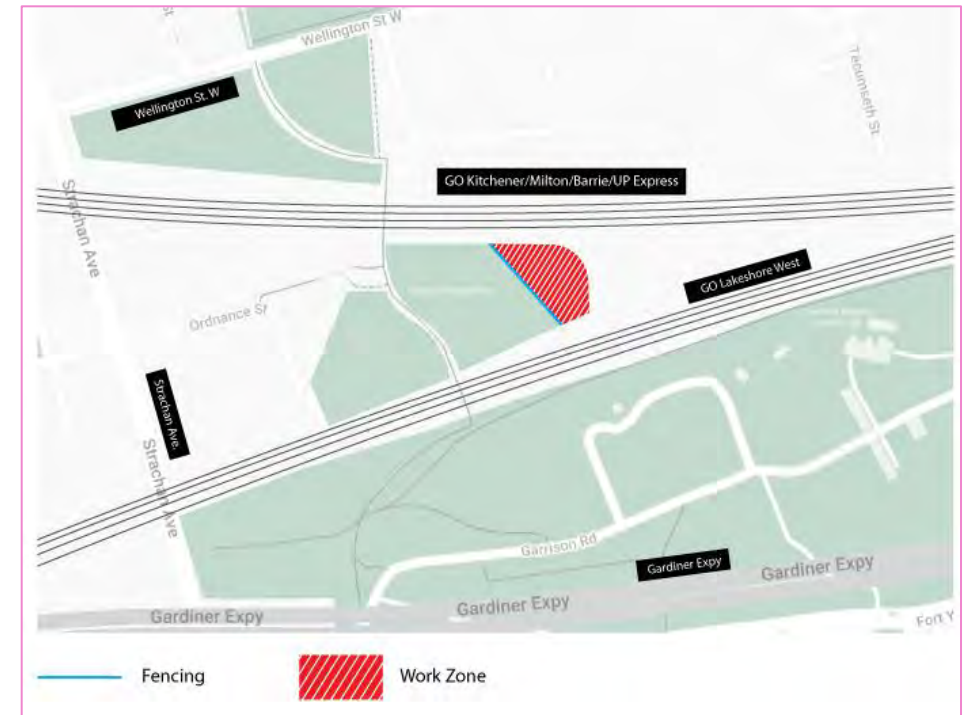 St
Wellington St W
Tecumseth St
Wellington St. W
GO Kitchener/Milton/Barrie/UP Express
Strachan Ave
GO Lakeshore West
Ordnance St
Strachan Ave.
Strachan Ave
Garrison Rd
Gardiner Expy
Gardiner Expy
Gardiner Expy
Gardiner Expy
Fort Y
Fencing
Work Zone